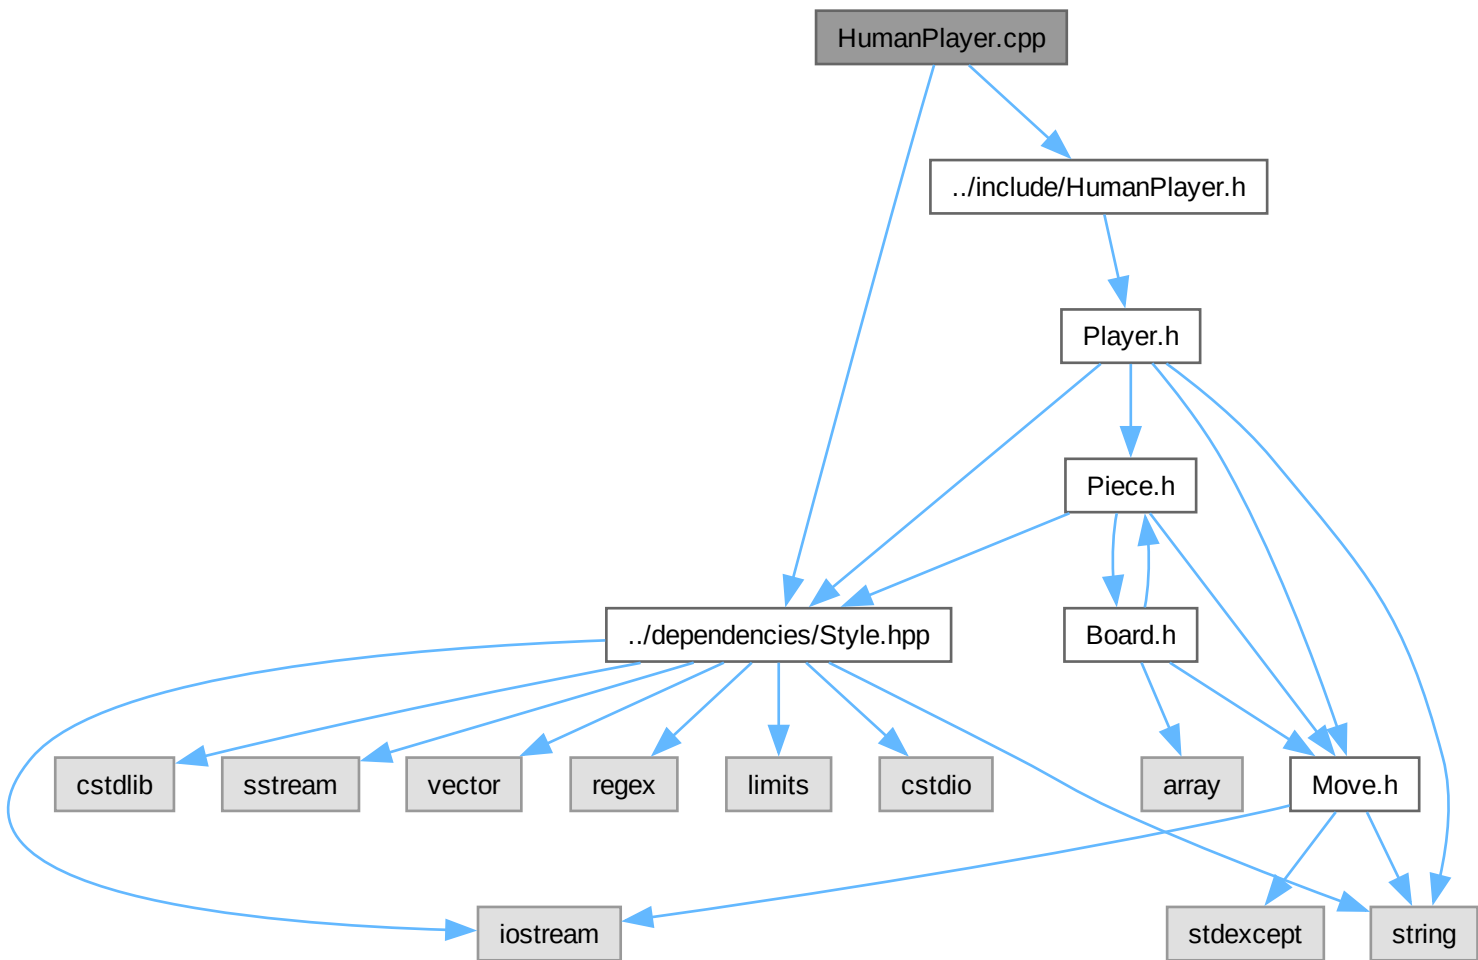 HumanPlayer.cpp
../include/HumanPlayer.h
Player.h
Piece.h
../dependencies/Style.hpp
Board.h
cstdlib
sstream
vector
regex
limits
cstdio
array
Move.h
iostream
stdexcept
string